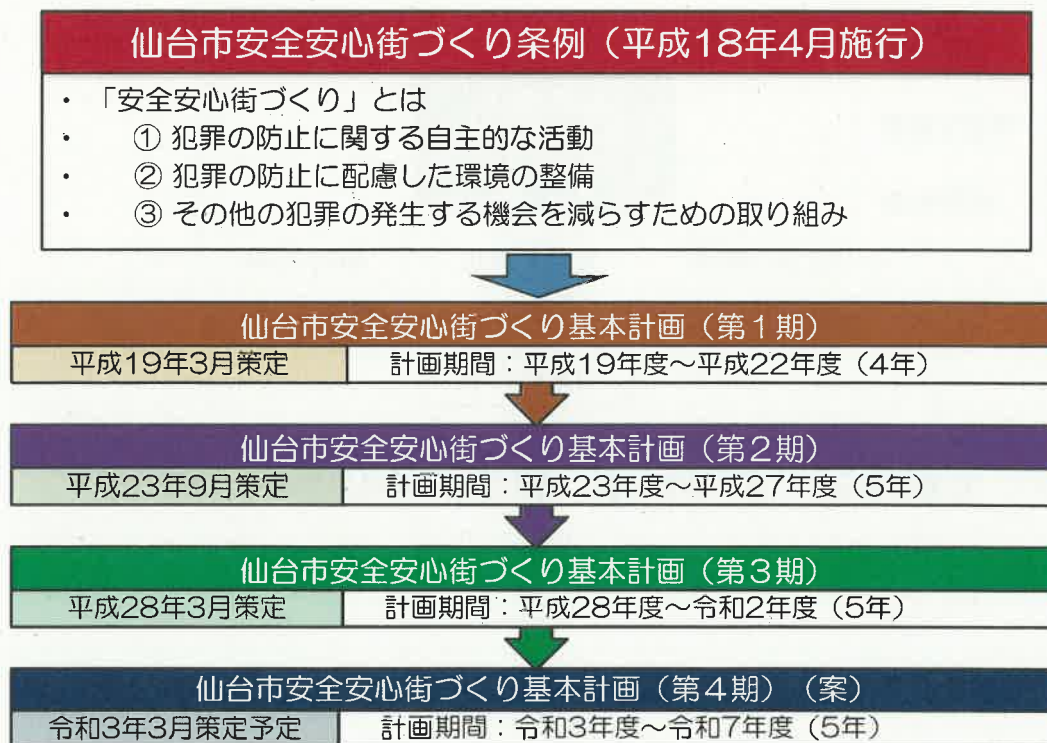 仙台市安全安心街づくり条例（平成18年4月施行）
・「安全安心街づくり」とは
・　① 犯罪の防止に関する自主的な活動
・　② 犯罪の防止に配慮した環境の整備
・　③ その他の犯罪の発生する機会を減らすための取り組み
仙台市安全安心街づくり基本計画（第１期）
平成19年3月策定　計画期間：平成19年度～平成22年度（4年）
仙台市安全安心街づくり基本計画（第２期）
平成23年9月策定　計画期間：平成23年度～平成27年度（5年）
仙台市安全安心街づくり基本計画（第３期）
平成28年3月策定　計画期間：平成28年度～令和2年度（5年）
仙台市安全安心街づくり基本計画（第４期）（案）
令和3年3月策定予定　計画期間：令和3年度～令和7年度（5年）